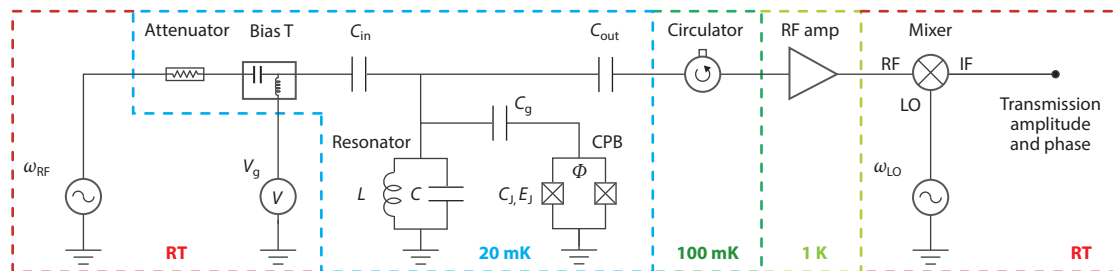 Attenuator
Bias T
C_in
C_out
Circulator
RF amp
Mixer
RF
IF
LO
C_g
Transmission
amplitude
and phase
Resonator
CPB
ω_RF
V_g
Φ
ω_LO
V
L
C
C_J, E_J
RT
20 mK
100 mK
1 K
RT